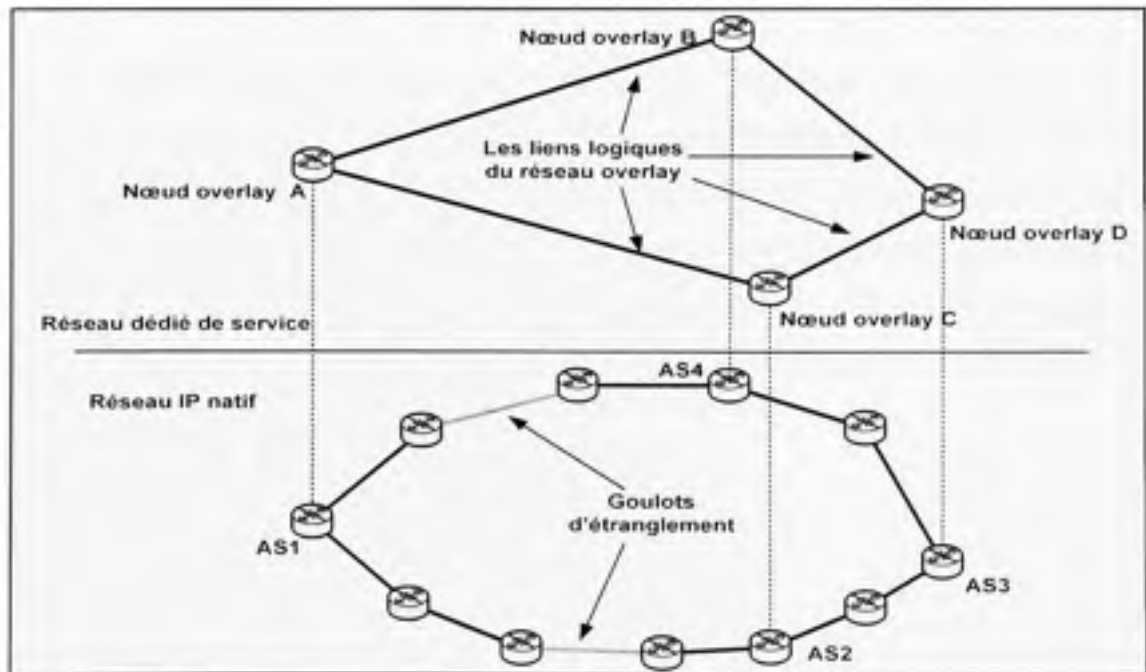 Nœud overlay B
Les liens logiques
du réseau overlay
Nœud overlay A
Nœud overlay D
Nœud overlay C
Réseau dédié de service
AS4
Réseau IP natif
Goulots
d'étranglement
AS1
AS3
AS2